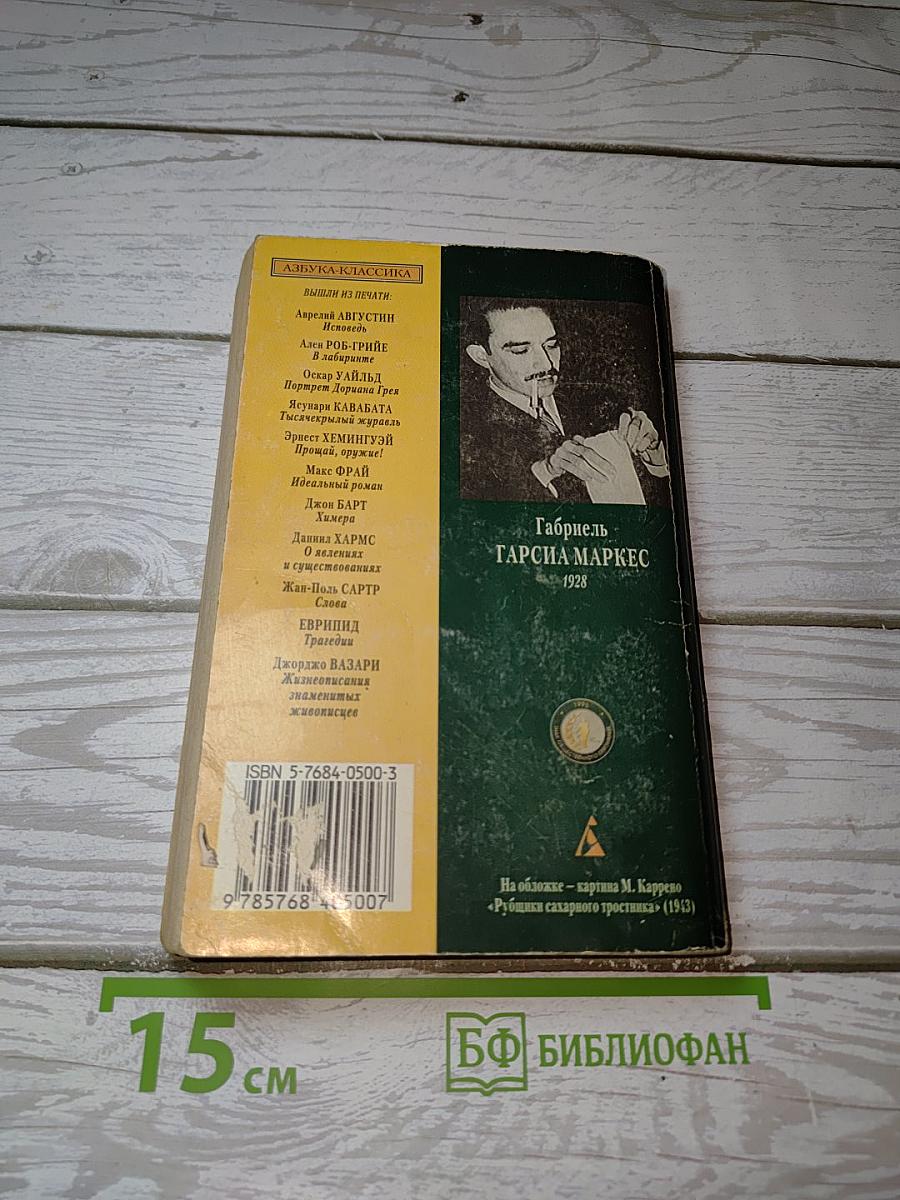 АЗБУКА-КЛАССИКА
ВЫШЛИ ИЗ ПЕЧАТИ:
Аврелий АВГУСТИН
Исповедь
Ален РОБ-ГРИЙЕ
В лабиринте
Оскар УАЙЛЬД
Портрет Дориана Грея
Ясунари КАВАБАТА
Тысячекрылый журавль
Эрнест ХЕМИНГУЭЙ
Прощай, оружие!
Макс ФРАЙ
Идеальный роман
Джон БАРТ
Химера
Даниил ХАРМС
О явлениях
и существованиях
Жан-Поль САРТР
Слова
ЕВРИПИД
Трагедии
Джорджо ВАЗАРИ
Жизнеописания
знаменитых
живописцев
ISBN 5-7684-0500-3
9 785768 405007
Габриель
ГАРСИА МАРКЕС
1928
1995
На обложке – картина М. Каррено
«Рубщики сахарного тростника» (1943)
15 см
БФ БИБЛИОФАН